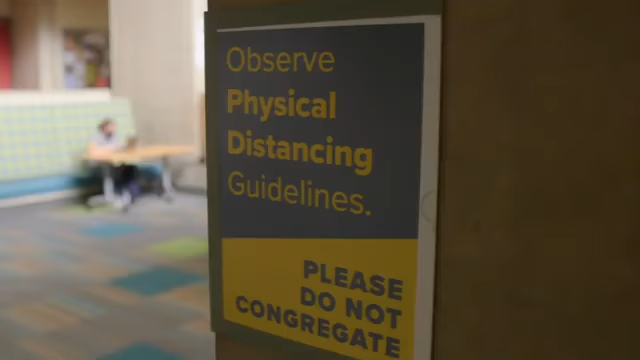 Observe
Physical
Distancing
Guidelines.
PLEASE
DO NOT
CONGREGATE